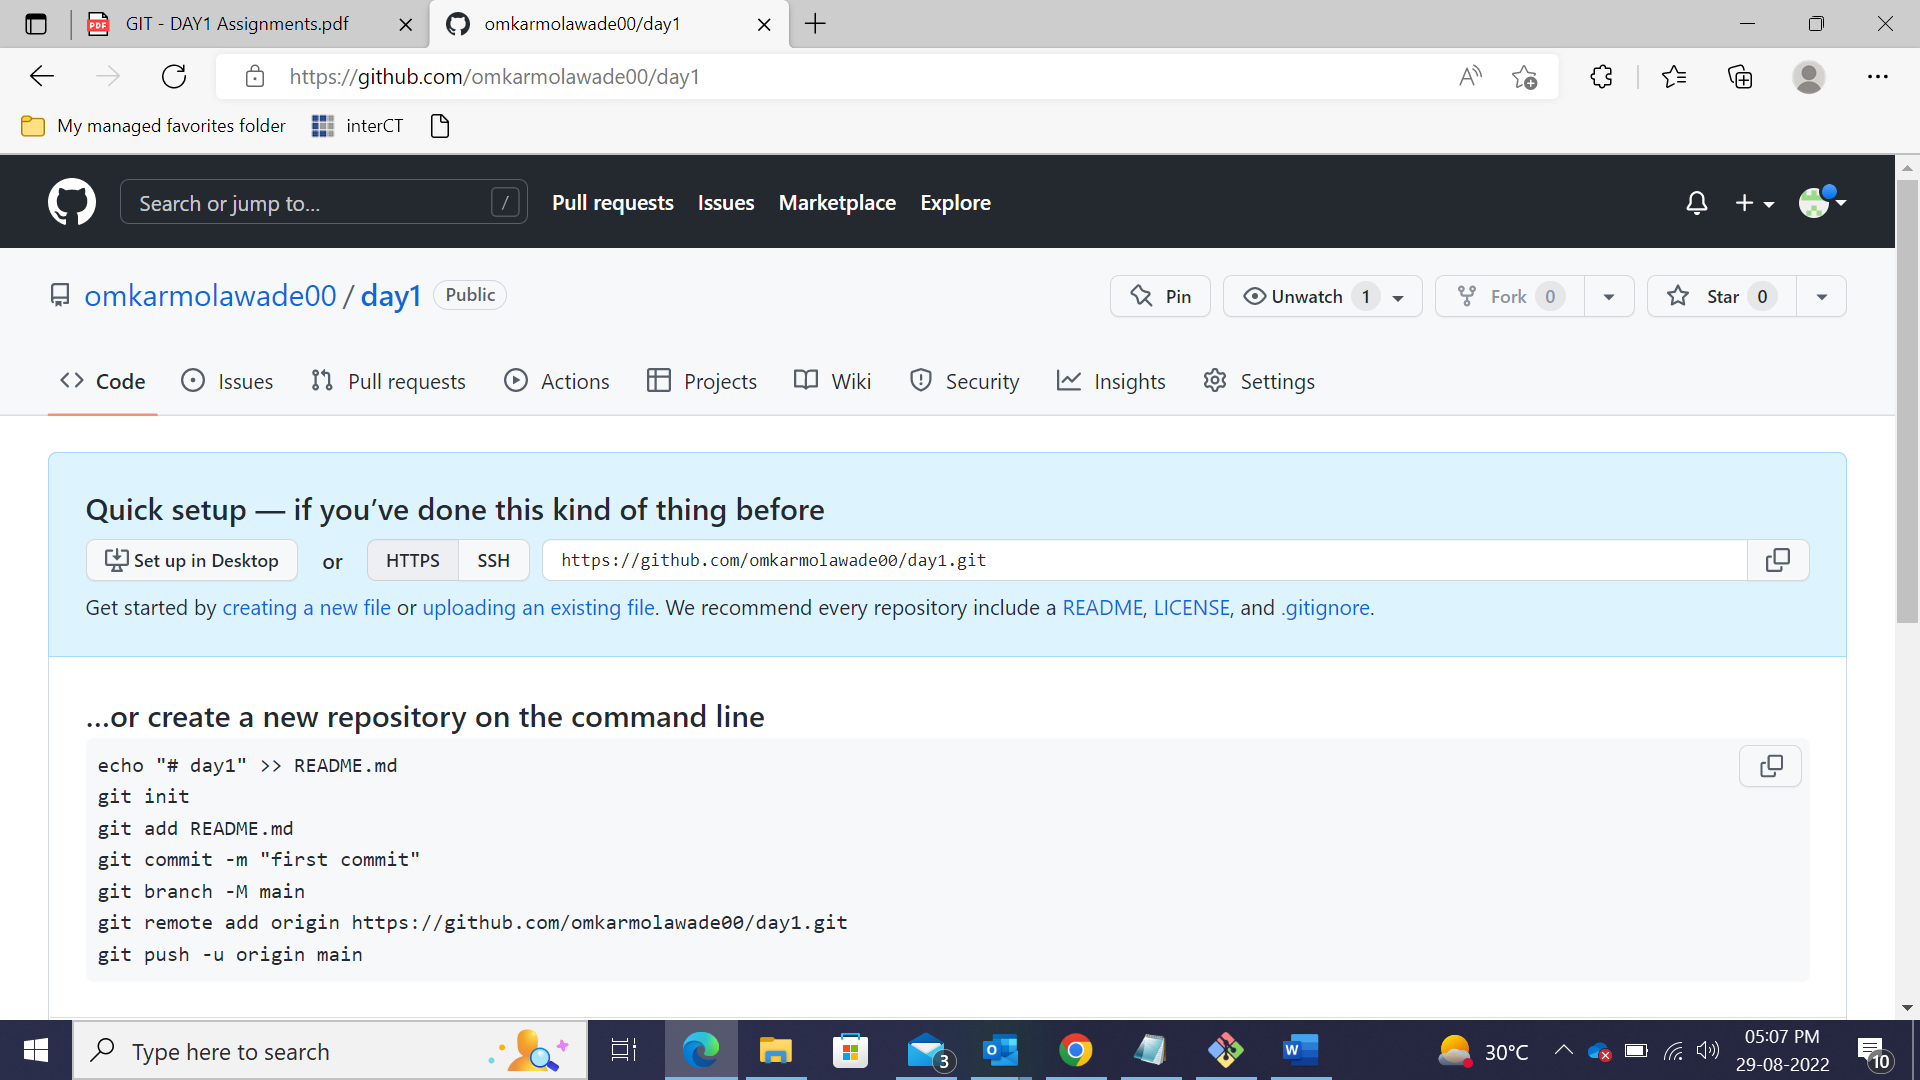 GIT - DAY1 Assignments.pdf
omkarmolawade00/day1
https://github.com/omkarmolawade00/day1
My managed favorites folder
interCT
Search or jump to...
/
Pull requests
Issues
Marketplace
Explore
omkarmolawade00 / day1
Public
Pin
Unwatch 1
Fork 0
Star 0
Code
Issues
Pull requests
Actions
Projects
Wiki
Security
Insights
Settings
Quick setup — if you’ve done this kind of thing before
Set up in Desktop
or
HTTPS
SSH
https://github.com/omkarmolawade00/day1.git
Get started by creating a new file or uploading an existing file. We recommend every repository include a README, LICENSE, and .gitignore.
…or create a new repository on the command line
echo "# day1" >> README.md
git init
git add README.md
git commit -m "first commit"
git branch -M main
git remote add origin https://github.com/omkarmolawade00/day1.git
git push -u origin main
Type here to search
3
30°C
05:07 PM
29-08-2022
10